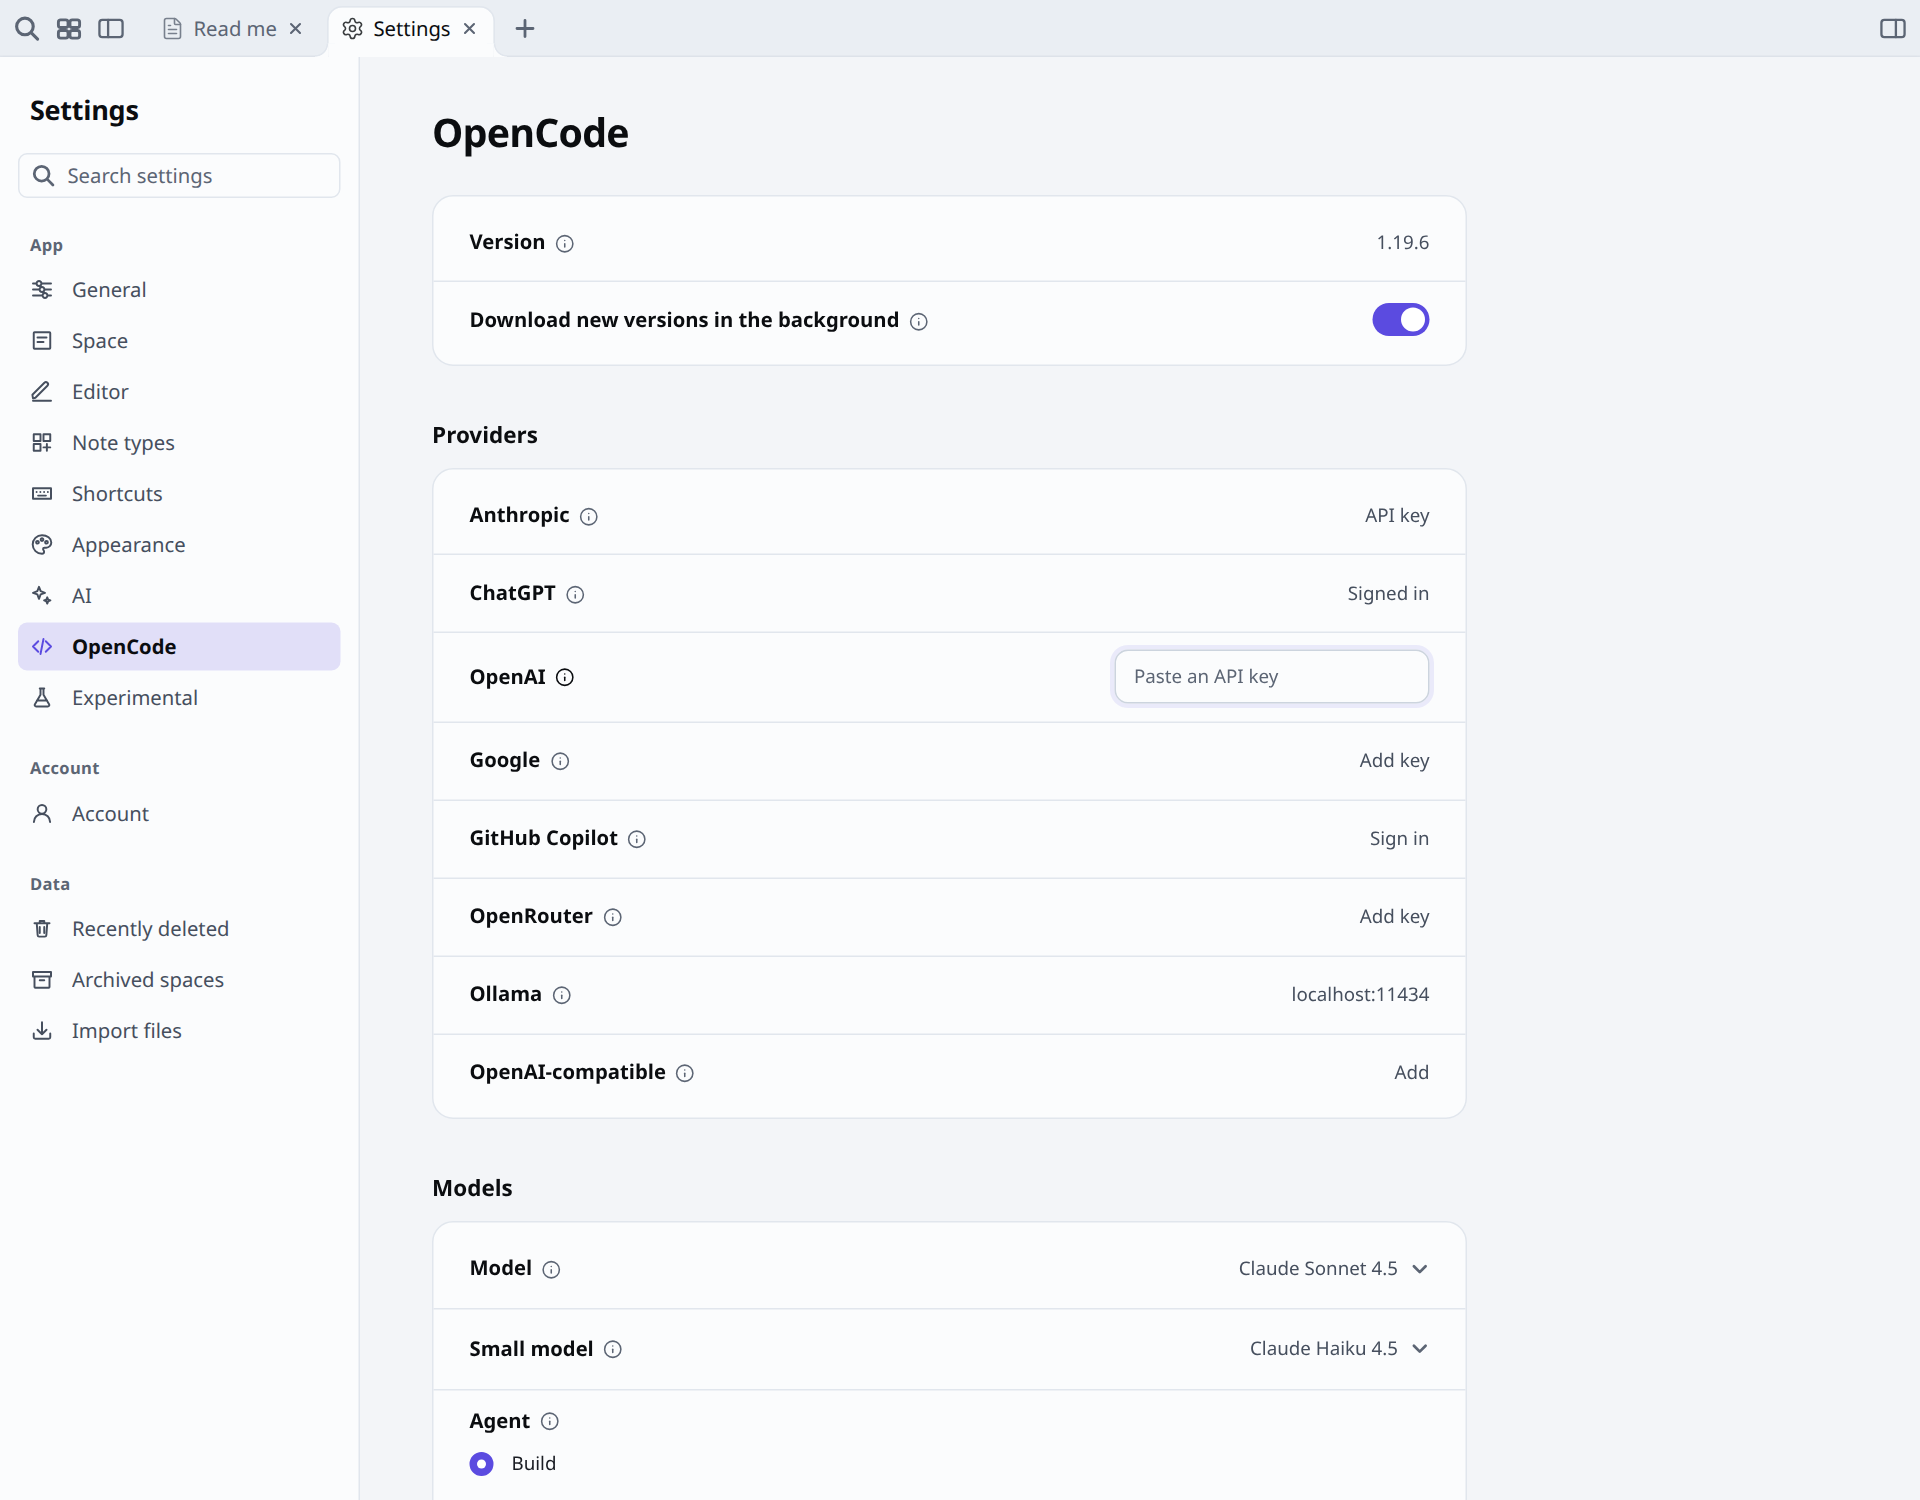 Read me
Settings
Settings
Search settings
App
General
Space
Editor
Note types
Shortcuts
Appearance
AI
OpenCode
Experimental
Account
Account
Data
Recently deleted
Archived spaces
Import files
OpenCode
Version 1.19.6
Download new versions in the background
Providers
Anthropic API key
ChatGPT Signed in
OpenAI Paste an API key
Google Add key
GitHub Copilot Sign in
OpenRouter Add key
Ollama localhost:11434
OpenAI-compatible Add
Models
Model Claude Sonnet 4.5
Small model Claude Haiku 4.5
Agent
Build